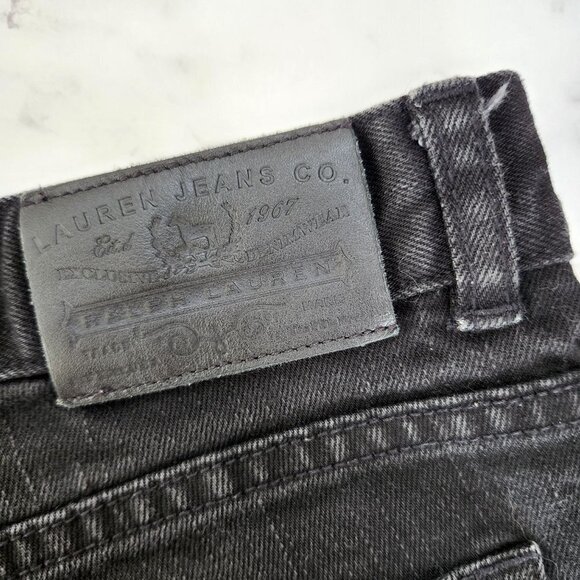 LAUREN JEANS CO.
Est. 1967
EXCLUSIVE DENIMWEAR
RALPH LAUREN